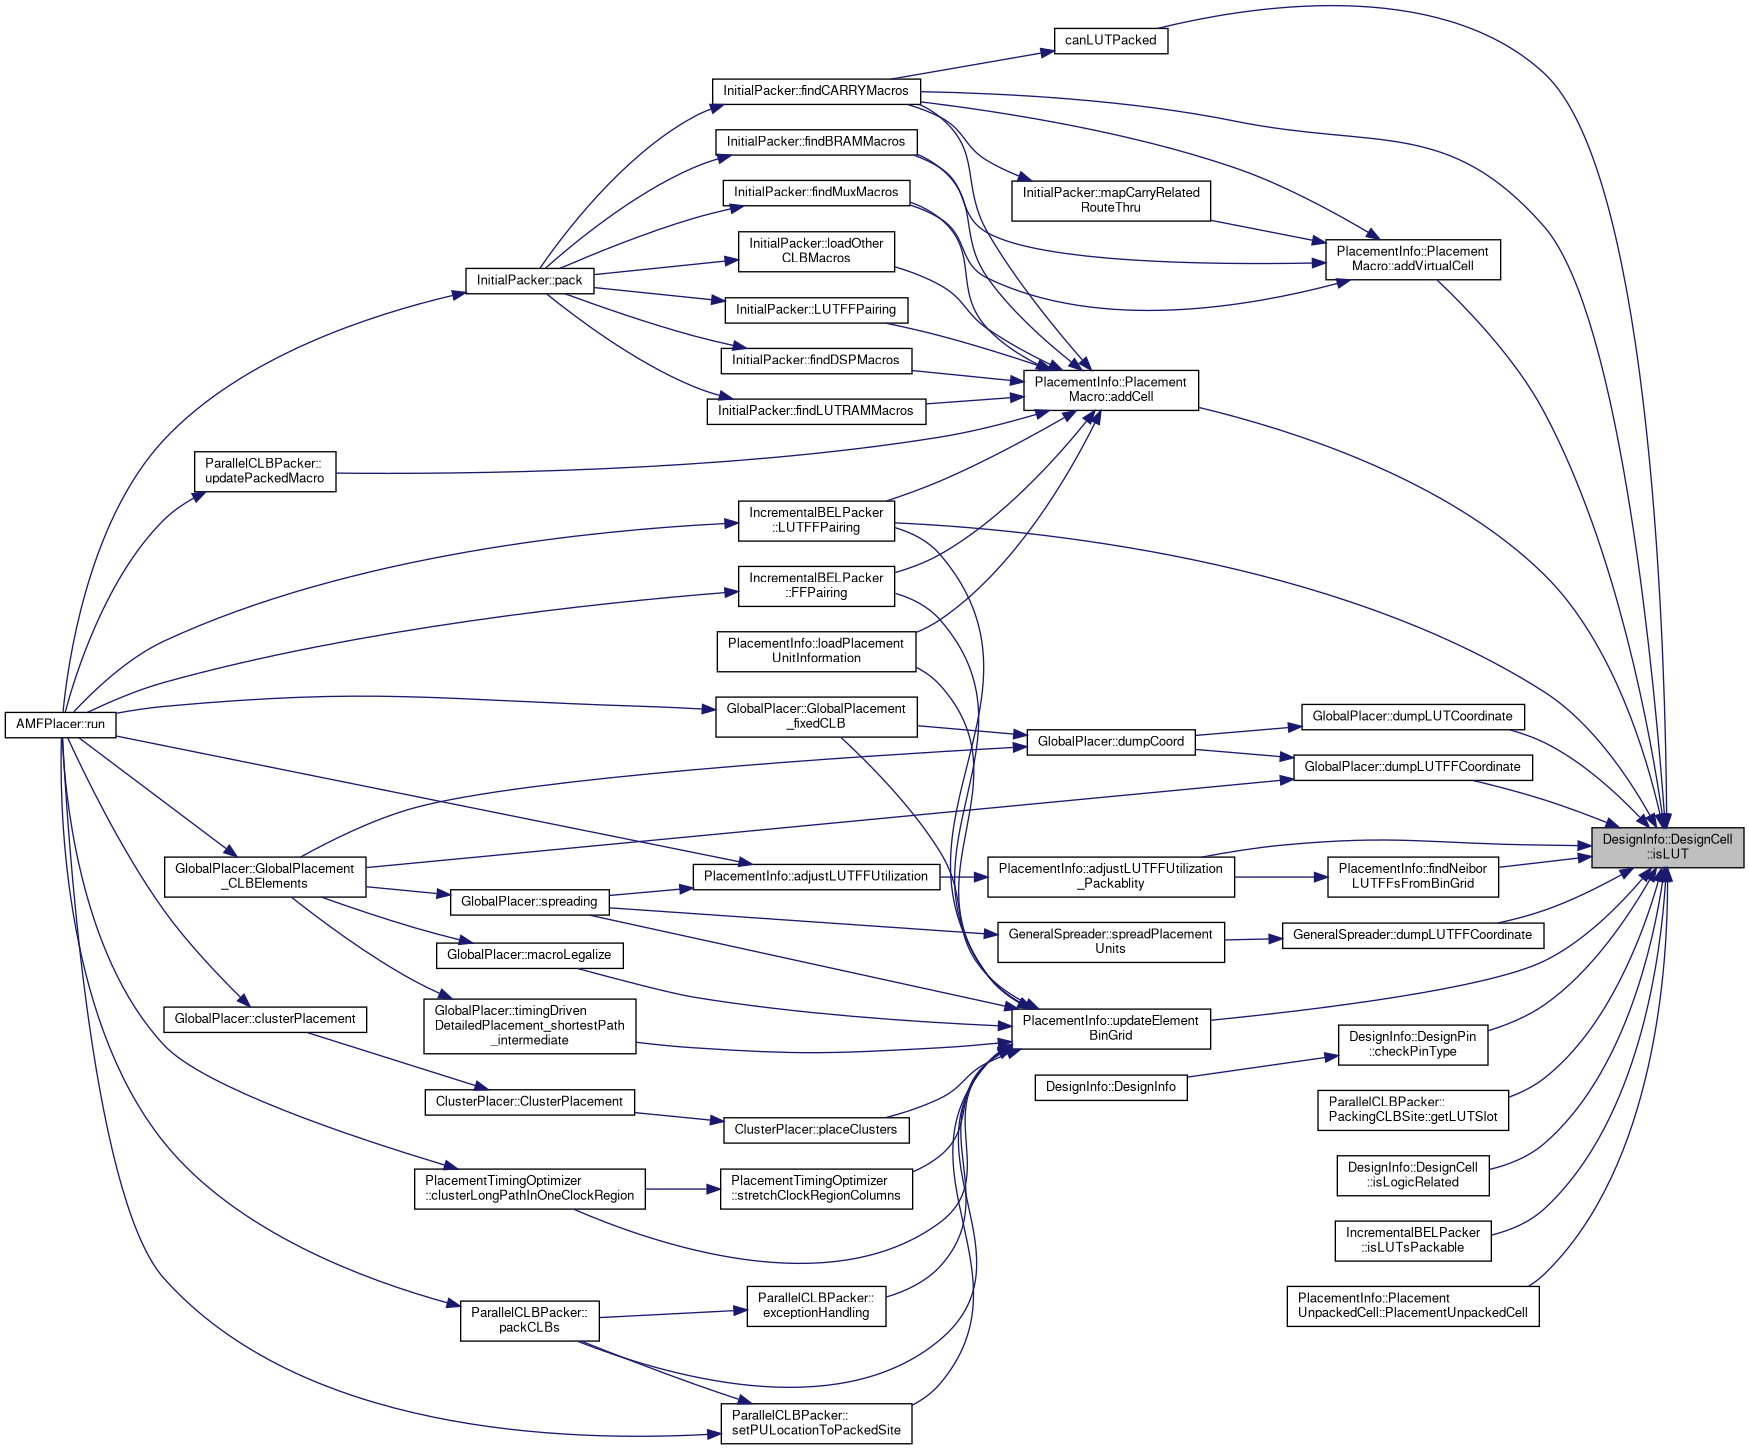 canLUTPacked
InitialPacker::findCARRYMacros
InitialPacker::findBRAMMacros
InitialPacker::findMuxMacros
InitialPacker::mapCarryRelated
RouteThru
InitialPacker::loadOther
CLBMacros
PlacementInfo::Placement
Macro::addVirtualCell
InitialPacker::pack
InitialPacker::LUTFFPairing
InitialPacker::findDSPMacros
PlacementInfo::Placement
Macro::addCell
InitialPacker::findLUTRAMMacros
ParallelCLBPacker::
updatePackedMacro
IncrementalBELPacker
::LUTFFPairing
IncrementalBELPacker
::FFPairing
PlacementInfo::loadPlacement
UnitInformation
AMFPlacer::run
GlobalPlacer::GlobalPlacement
_fixedCLB
GlobalPlacer::dumpCoord
GlobalPlacer::dumpLUTCoordinate
GlobalPlacer::dumpLUTFFCoordinate
DesignInfo::DesignCell
::isLUT
GlobalPlacer::GlobalPlacement
_CLBElements
PlacementInfo::adjustLUTFFUtilization
PlacementInfo::adjustLUTFFUtilization
_Packablity
PlacementInfo::findNeibor
LUTFFsFromBinGrid
GlobalPlacer::spreading
GeneralSpreader::spreadPlacement
Units
GeneralSpreader::dumpLUTFFCoordinate
GlobalPlacer::macroLegalize
GlobalPlacer::clusterPlacement
GlobalPlacer::timingDriven
DetailedPlacement_shortestPath
_intermediate
PlacementInfo::updateElement
BinGrid
DesignInfo::DesignPin
::checkPinType
DesignInfo::DesignInfo
ClusterPlacer::ClusterPlacement
ClusterPlacer::placeClusters
ParallelCLBPacker::
PackingCLBSite::getLUTSlot
DesignInfo::DesignCell
::isLogicRelated
PlacementTimingOptimizer
::clusterLongPathInOneClockRegion
PlacementTimingOptimizer
::stretchClockRegionColumns
IncrementalBELPacker
::isLUTsPackable
ParallelCLBPacker::
packCLBs
ParallelCLBPacker::
exceptionHandling
PlacementInfo::Placement
UnpackedCell::PlacementUnpackedCell
ParallelCLBPacker::
setPULocationToPackedSite